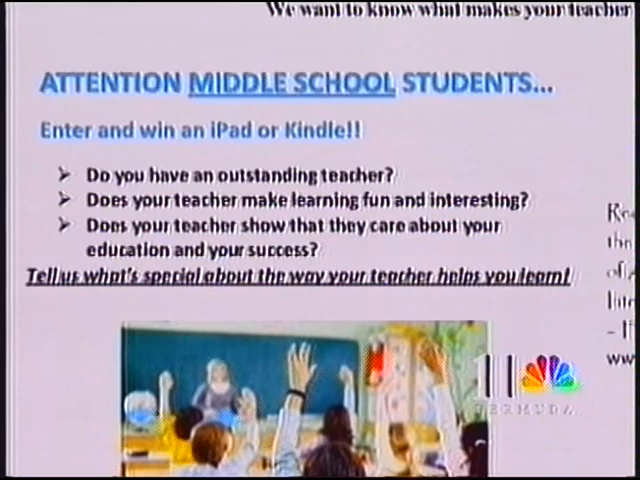 We want to know what makes your teacher
ATTENTION MIDDLE SCHOOL STUDENTS...
Enter and win an iPad or Kindle!!
Do you have an outstanding teacher?
Does your teacher make learning fun and interesting?
Does your teacher show that they care about your
education and your success?
Tell us what's special about the way your teacher helps you learn!
11
BERMUDA